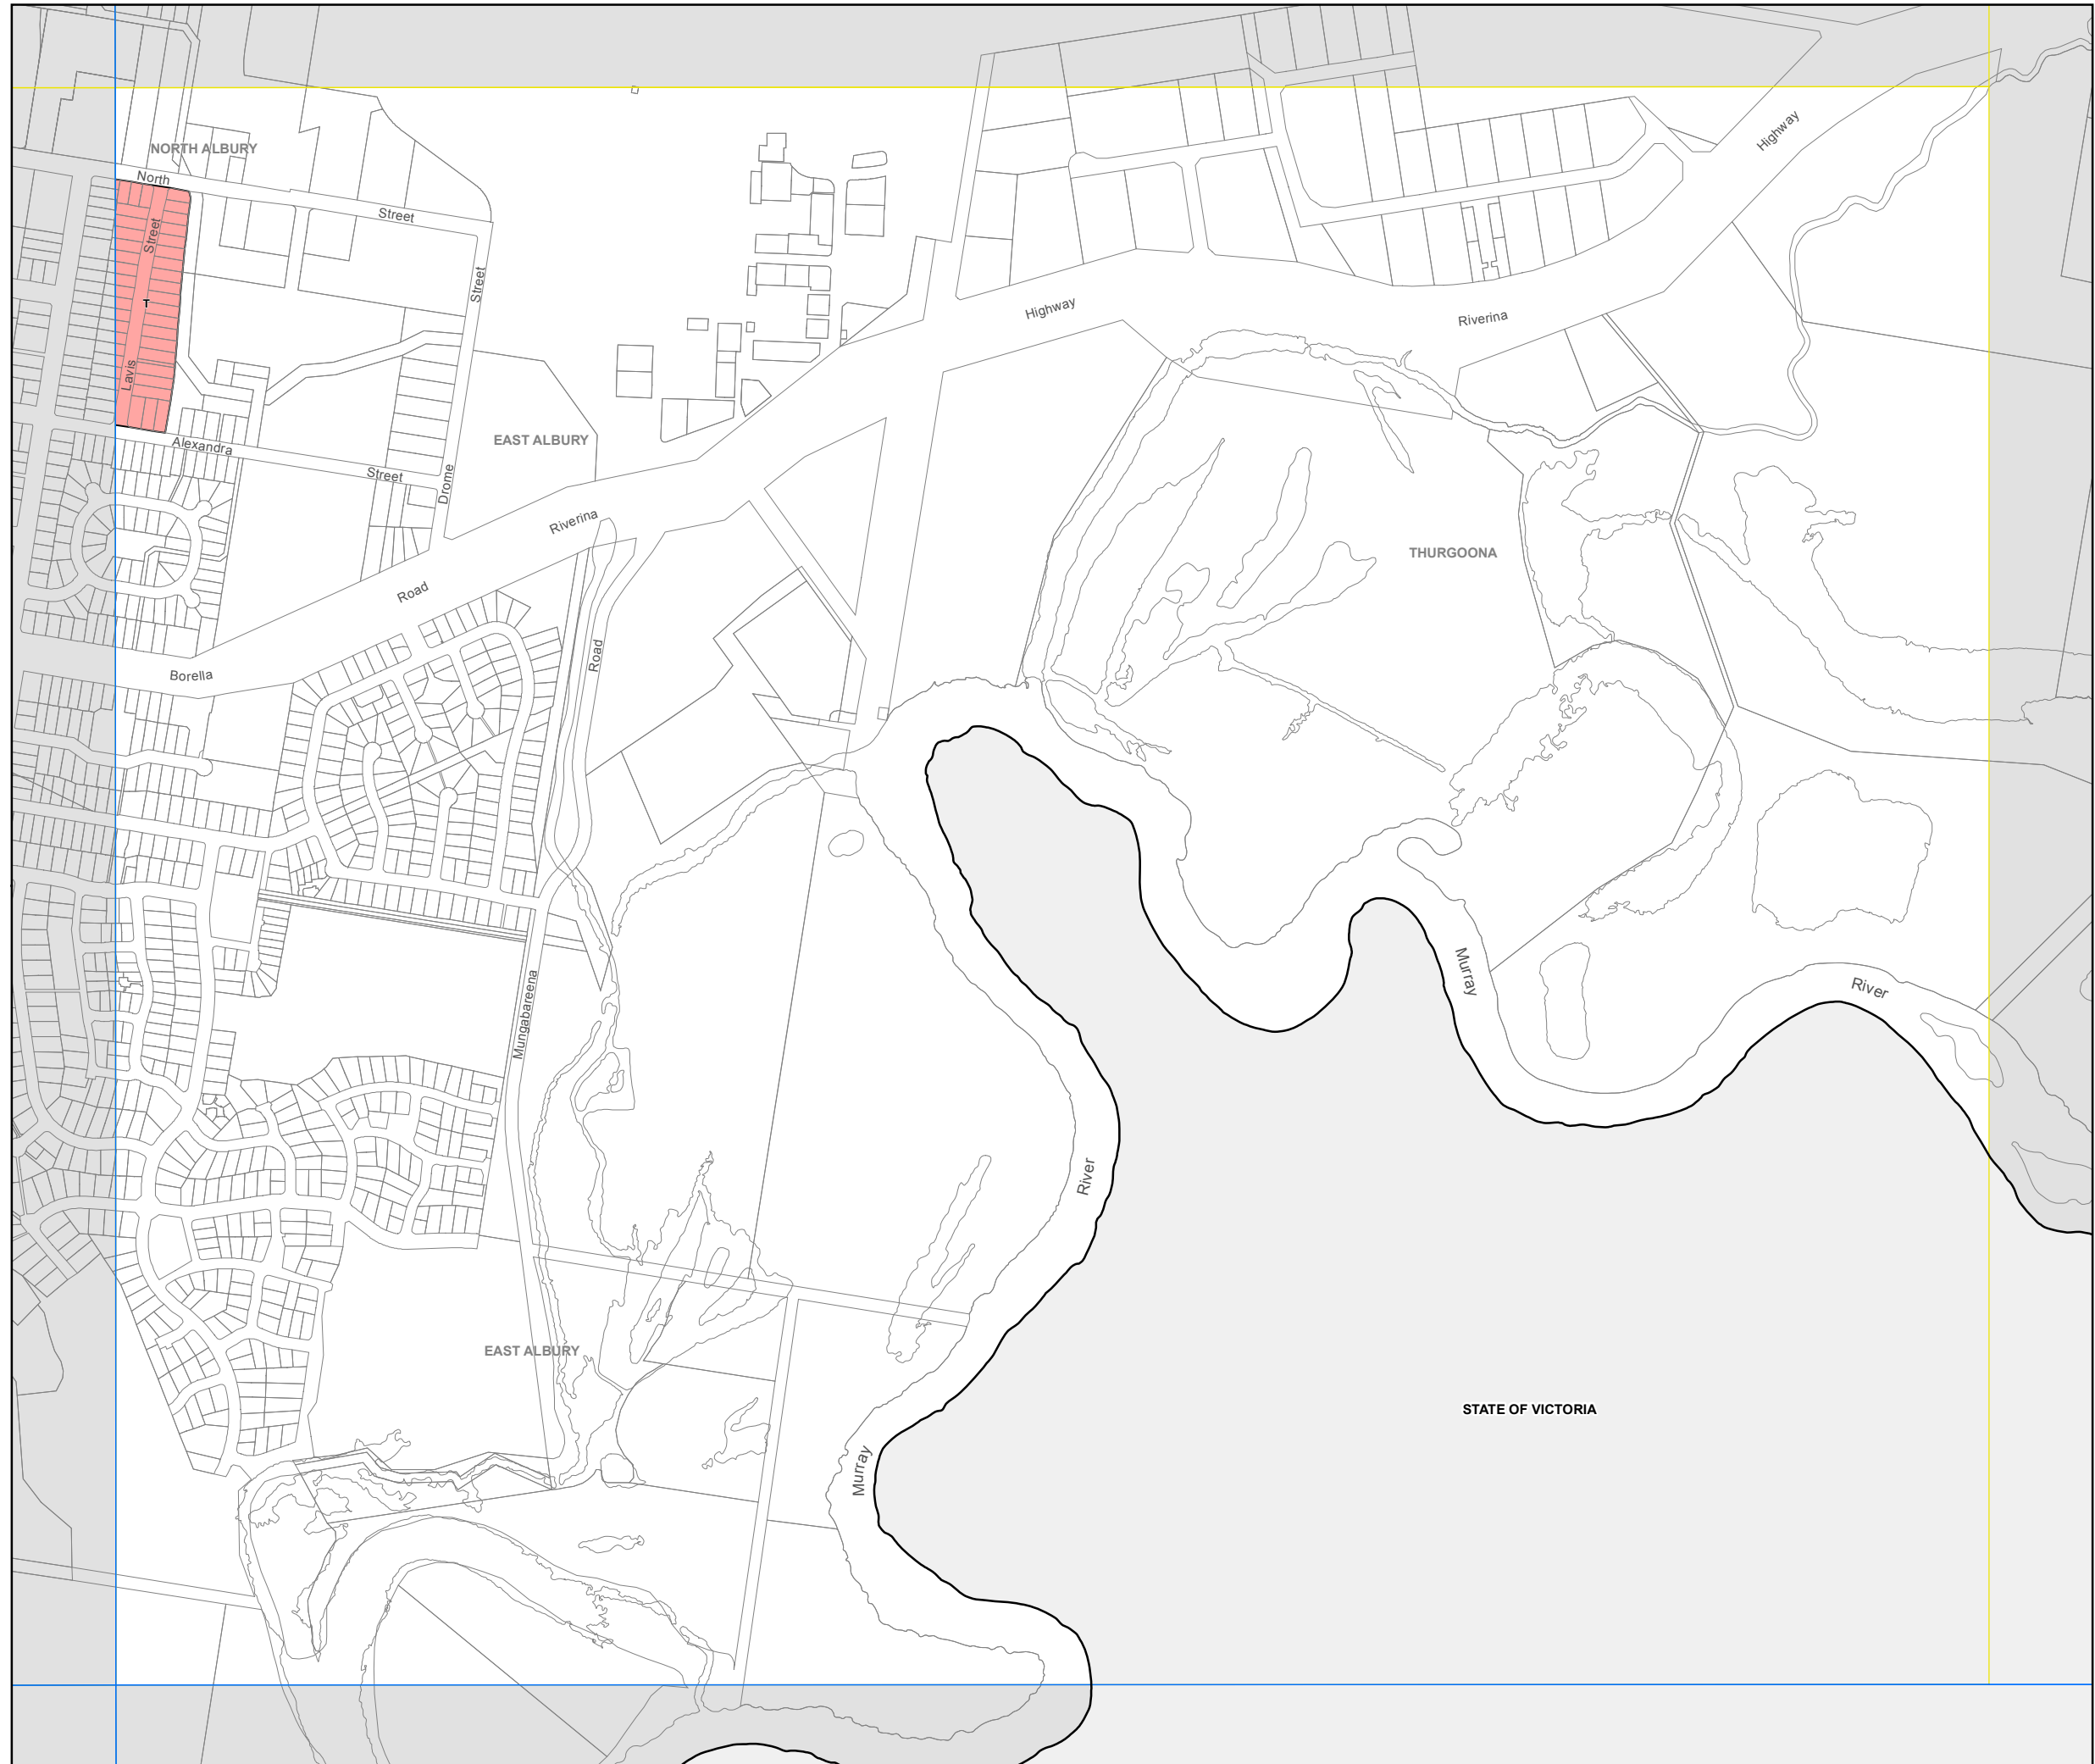 Highway
NORTH ALBURY
North
Street
Street
Street
T
Street
Highway
Riverina
Lavis
EAST ALBURY
Alexandra
Street
Drome
Riverina
THURGOONA
Road
Road
Borella
Murray
River
Mungabareena
River
EAST ALBURY
STATE OF VICTORIA
Murray